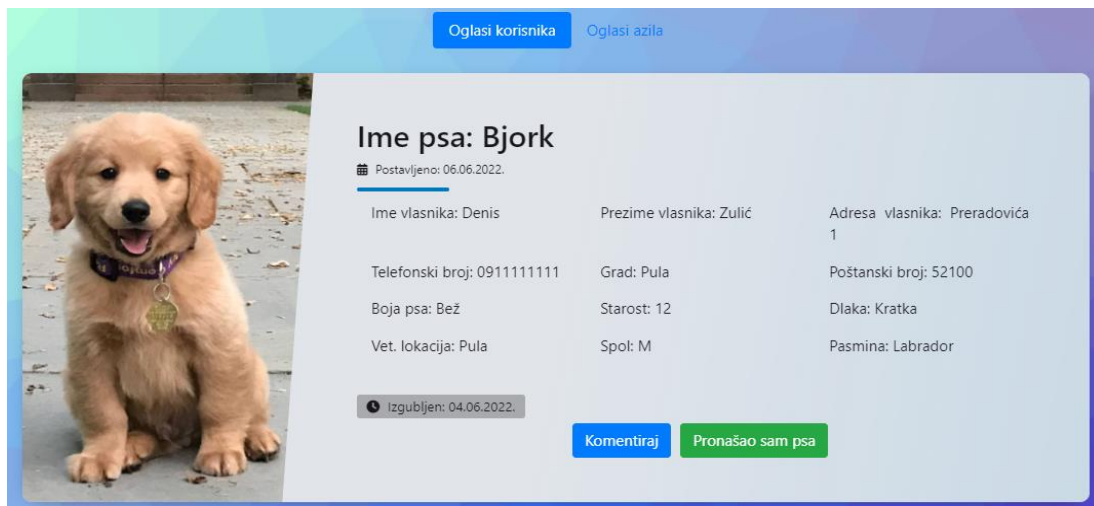 Oglasi korisnika Oglasi azila
Ime psa: Bjork
Postavljeno: 06.06.2022.
Ime vlasnika: Denis Prezime vlasnika: Zulić Adresa vlasnika: Preradovića
1
Telefonski broj: 0911111111 Grad: Pula Poštanski broj: 52100
Boja psa: Bež Starost: 12 Dlaka: Kratka
Vet. lokacija: Pula Spol: M Pasmina: Labrador
Izgubljen: 04.06.2022.
Komentiraj Pronašao sam psa